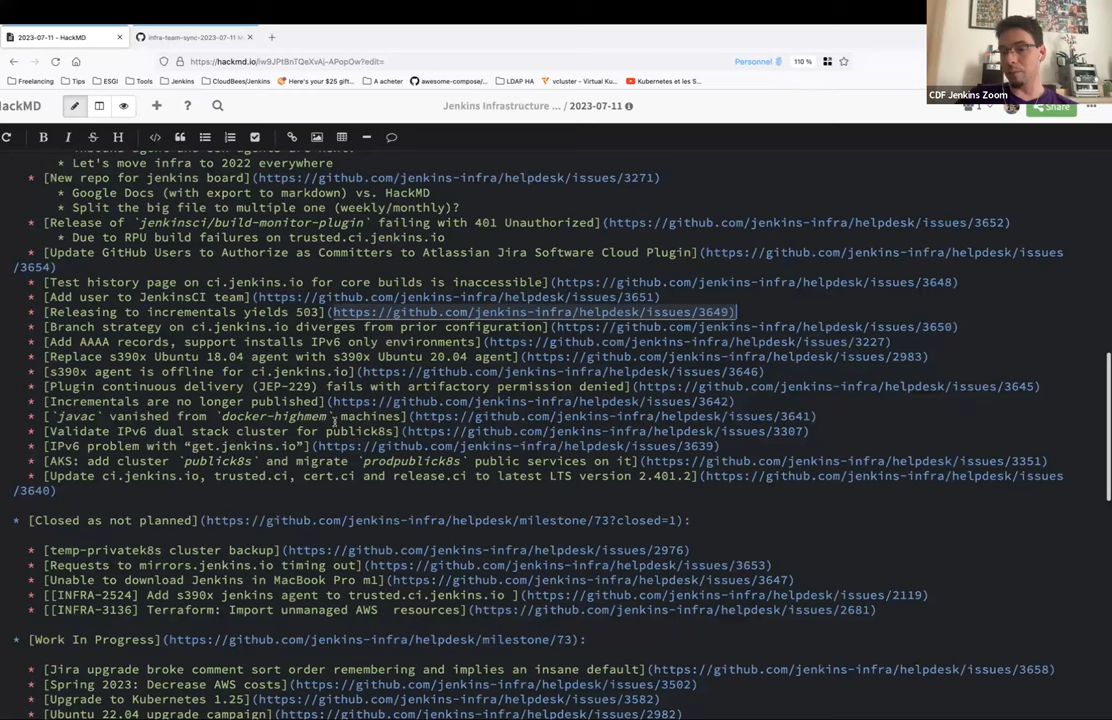 2023-07-11 - HackMD
infra-team-sync-2023-07-11
https://hackmd.io/iw9JPtBnTQeXvAj-APopOw?edit=
Personnel
110 %
Freelancing
Tips
ESGI
Tools
Jenkins
CloudBees/Jenkins
Here's your $25 gift...
A acheter
awesome-compose/...
LDAP HA
vcluster - Virtual Ku...
Kubernetes et les S...
CDF Jenkins Zoom
HackMD
Jenkins Infrastructure ... / 2023-07-11
1
Share
* Let's move infra to 2022 everywhere
* [New repo for jenkins board](https://github.com/jenkins-infra/helpdesk/issues/3271)
* Google Docs (with export to markdown) vs. HackMD
* Split the big file to multiple one (weekly/monthly)?
* [Release of `jenkinsci/build-monitor-plugin` failing with 401 Unauthorized](https://github.com/jenkins-infra/helpdesk/issues/3652)
* Due to RPU build failures on trusted.ci.jenkins.io
* [Update GitHub Users to Authorize as Committers to Atlassian Jira Software Cloud Plugin](https://github.com/jenkins-infra/helpdesk/issues
/3654)
* [Test history page on ci.jenkins.io for core builds is inaccessible](https://github.com/jenkins-infra/helpdesk/issues/3648)
* [Add user to JenkinsCI team](https://github.com/jenkins-infra/helpdesk/issues/3651)
* [Releasing to incrementals yields 503](https://github.com/jenkins-infra/helpdesk/issues/3649)
* [Branch strategy on ci.jenkins.io diverges from prior configuration](https://github.com/jenkins-infra/helpdesk/issues/3650)
* [Add AAAA records, support installs IPv6 only environments](https://github.com/jenkins-infra/helpdesk/issues/3227)
* [Replace s390x Ubuntu 18.04 agent with s390x Ubuntu 20.04 agent](https://github.com/jenkins-infra/helpdesk/issues/2983)
* [s390x agent is offline for ci.jenkins.io](https://github.com/jenkins-infra/helpdesk/issues/3646)
* [Plugin continuous delivery (JEP-229) fails with artifactory permission denied](https://github.com/jenkins-infra/helpdesk/issues/3645)
* [Incrementals are no longer published](https://github.com/jenkins-infra/helpdesk/issues/3642)
* [`javac` vanished from `docker-highmem` machines](https://github.com/jenkins-infra/helpdesk/issues/3641)
* [Validate IPv6 dual stack cluster for publick8s](https://github.com/jenkins-infra/helpdesk/issues/3307)
* [IPv6 problem with “get.jenkins.io”](https://github.com/jenkins-infra/helpdesk/issues/3639)
* [AKS: add cluster `publick8s` and migrate `prodpublick8s` public services on it](https://github.com/jenkins-infra/helpdesk/issues/3351)
* [Update ci.jenkins.io, trusted.ci, cert.ci and release.ci to latest LTS version 2.401.2](https://github.com/jenkins-infra/helpdesk/issues
/3640)
* [Closed as not planned](https://github.com/jenkins-infra/helpdesk/milestone/73?closed=1):
* [temp-privatek8s cluster backup](https://github.com/jenkins-infra/helpdesk/issues/2976)
* [Requests to mirrors.jenkins.io timing out](https://github.com/jenkins-infra/helpdesk/issues/3653)
* [Unable to download Jenkins in MacBook Pro m1](https://github.com/jenkins-infra/helpdesk/issues/3647)
* [[INFRA-2524] Add s390x jenkins agent to trusted.ci.jenkins.io ](https://github.com/jenkins-infra/helpdesk/issues/2119)
* [[INFRA-3136] Terraform: Import unmanaged AWS  resources](https://github.com/jenkins-infra/helpdesk/issues/2681)
* [Work In Progress](https://github.com/jenkins-infra/helpdesk/milestone/73):
* [Jira upgrade broke comment sort order remembering and implies an insane default](https://github.com/jenkins-infra/helpdesk/issues/3658)
* [Spring 2023: Decrease AWS costs](https://github.com/jenkins-infra/helpdesk/issues/3502)
* [Upgrade to Kubernetes 1.25](https://github.com/jenkins-infra/helpdesk/issues/3582)
* [Ubuntu 22.04 upgrade campaign](https://github.com/jenkins-infra/helpdesk/issues/2982)